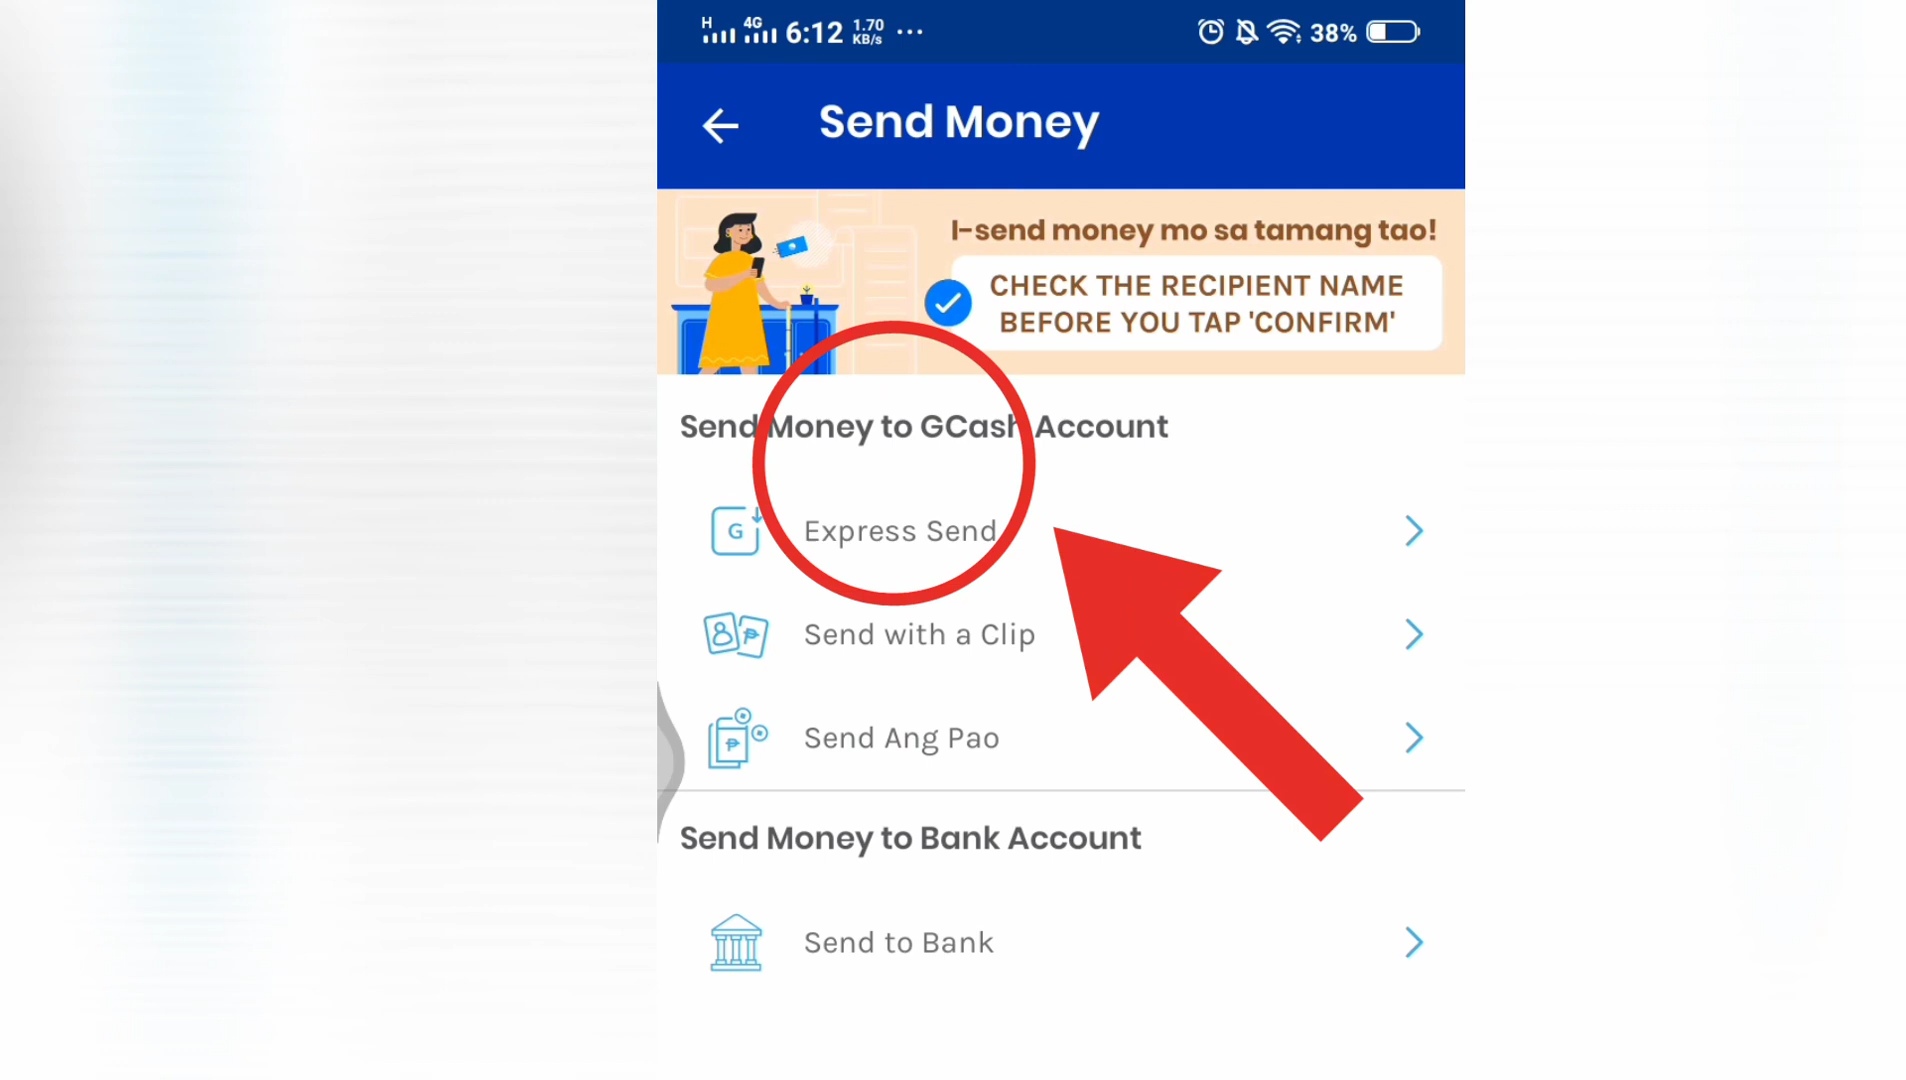 H 4G 6:12 1.70 KB/s ... 38%
Send Money
I-send money mo sa tamang tao!
CHECK THE RECIPIENT NAME
BEFORE YOU TAP 'CONFIRM'
Send Money to GCash Account
G Express Send
Send with a Clip
Send Ang Pao
Send Money to Bank Account
Send to Bank